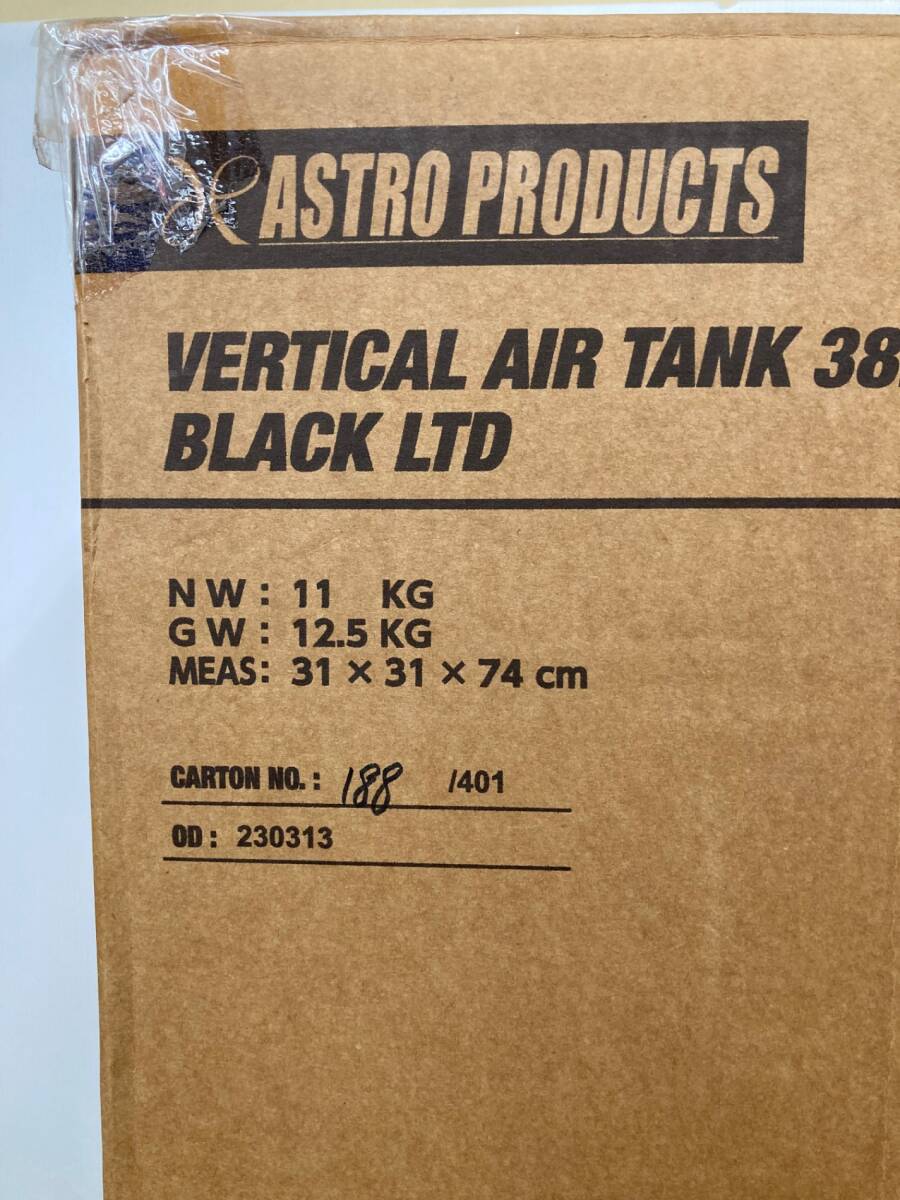 ASTRO PRODUCTS
VERTICAL AIR TANK 38
BLACK LTD
N W : 11 KG
G W : 12.5 KG
MEAS: 31 × 31 × 74 cm
CARTON NO. : 188 /401
OD : 230313